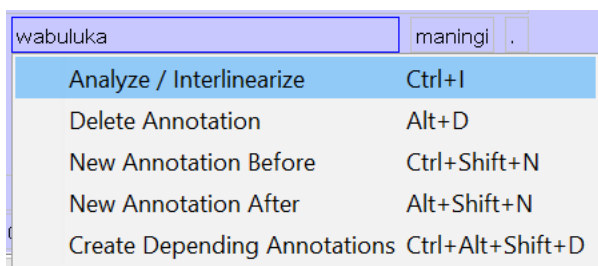 wabuluka maningi .
Analyze / Interlinearize Ctrl+I
Delete Annotation Alt+D
New Annotation Before Ctrl+Shift+N
New Annotation After Alt+Shift+N
Create Depending Annotations Ctrl+Alt+Shift+D